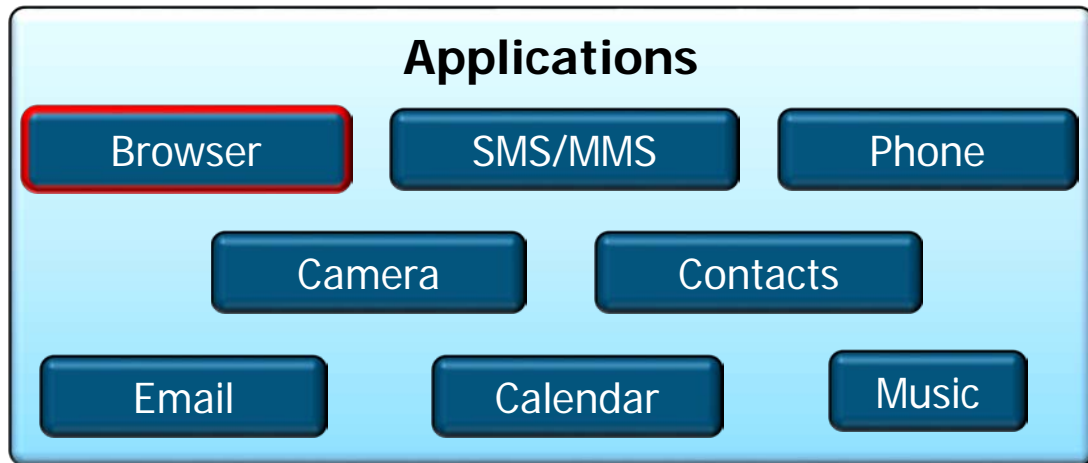 Applications
Browser SMS/MMS Phone
Camera Contacts
Email Calendar Music